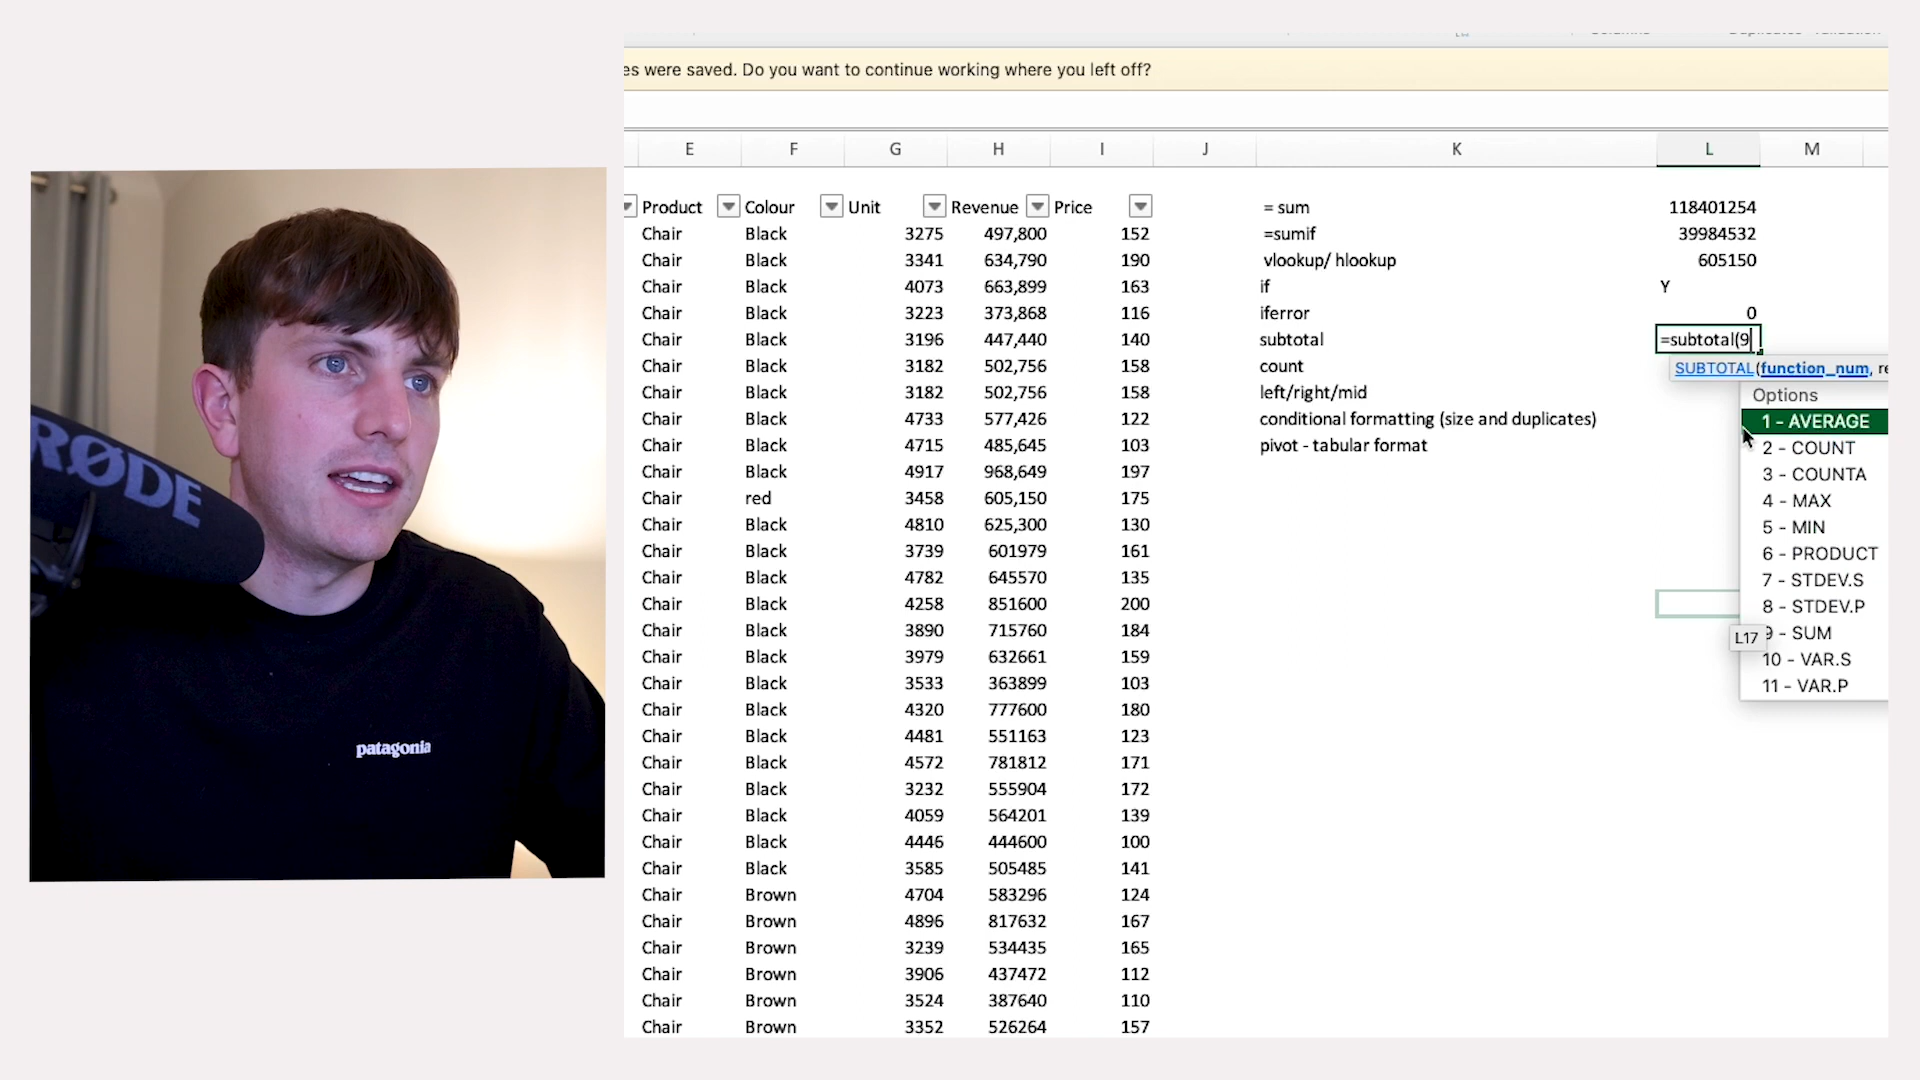 es were saved. Do you want to continue working where you left off?
E F G H I J K L M
Product Colour Unit Revenue Price = sum 118401254
Chair Black 3275 497,800 152 =sumif 39984532
Chair Black 3341 634,790 190 vlookup/ hlookup 605150
Chair Black 4073 663,899 163 if Y
Chair Black 3223 373,868 116 iferror 0
Chair Black 3196 447,440 140 subtotal =subtotal(9
Chair Black 3182 502,756 158 count SUBTOTAL(function_num, re
Chair Black 3182 502,756 158 left/right/mid Options
Chair Black 4733 577,426 122 conditional formatting (size and duplicates) 1 - AVERAGE
Chair Black 4715 485,645 103 pivot - tabular format 2 - COUNT
Chair Black 4917 968,649 197 3 - COUNTA
Chair red 3458 605,150 175 4 - MAX
Chair Black 4810 625,300 130 5 - MIN
Chair Black 3739 601979 161 6 - PRODUCT
Chair Black 4782 645570 135 7 - STDEV.S
Chair Black 4258 851600 200 8 - STDEV.P
Chair Black 3890 715760 184 L17 9 - SUM
Chair Black 3979 632661 159 10 - VAR.S
Chair Black 3533 363899 103 11 - VAR.P
Chair Black 4320 777600 180
Chair Black 4481 551163 123
Chair Black 4572 781812 171
Chair Black 3232 555904 172
Chair Black 4059 564201 139
Chair Black 4446 444600 100
Chair Black 3585 505485 141
Chair Brown 4704 583296 124
Chair Brown 4896 817632 167
Chair Brown 3239 534435 165
Chair Brown 3906 437472 112
Chair Brown 3524 387640 110
Chair Brown 3352 526264 157
RØDE
patagonia